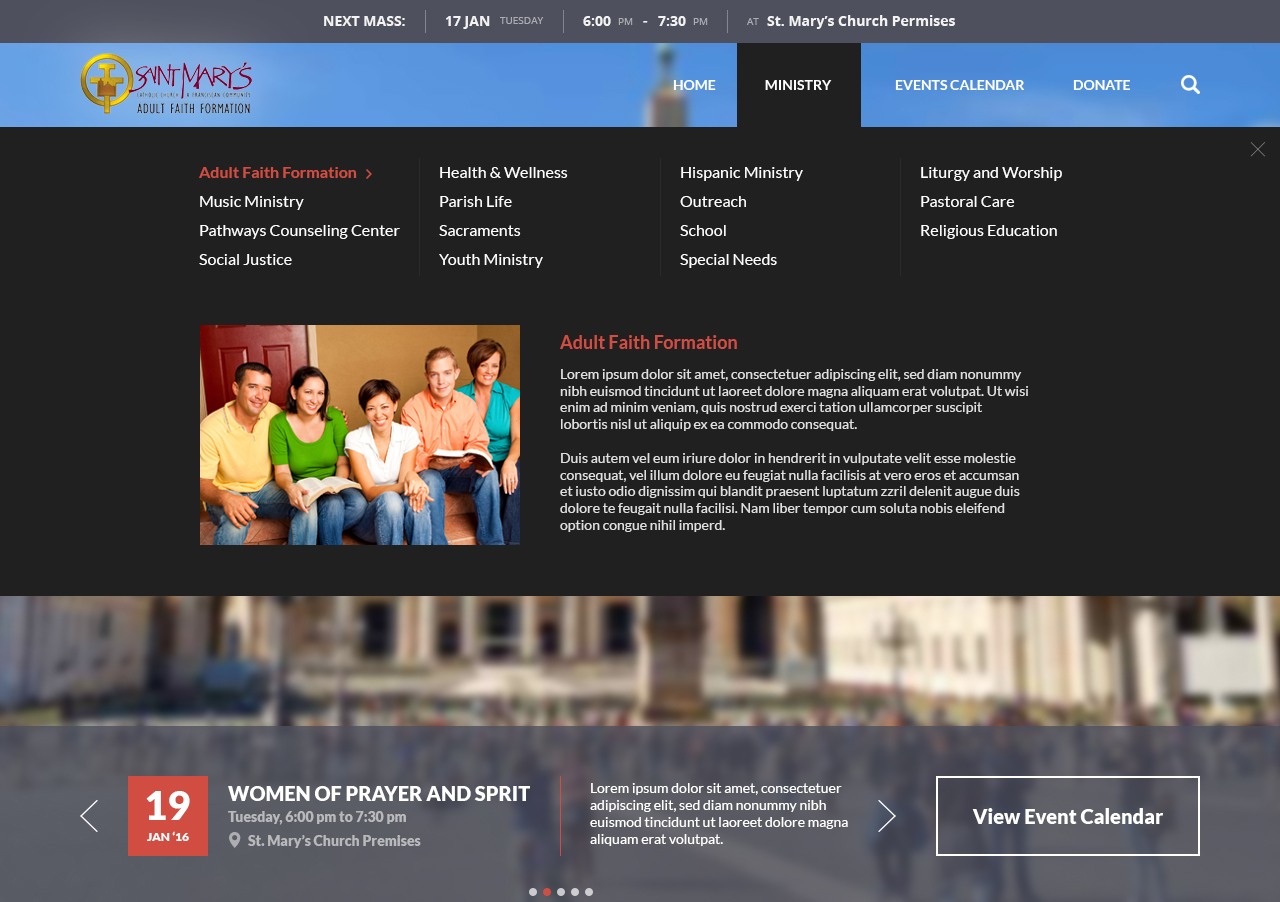 NEXT MASS: 17 JAN TUESDAY 6:00 PM - 7:30 PM AT St. Mary’s Church Permises
SAINT MARY'S
CATHOLIC CHURCH A FRANCISCAN COMMUNITY
ADULT FAITH FORMATION
HOME MINISTRY EVENTS CALENDAR DONATE
Adult Faith Formation
Music Ministry
Pathways Counseling Center
Social Justice
Health & Wellness
Parish Life
Sacraments
Youth Ministry
Hispanic Ministry
Outreach
School
Special Needs
Liturgy and Worship
Pastoral Care
Religious Education
Adult Faith Formation
Lorem ipsum dolor sit amet, consectetuer adipiscing elit, sed diam nonummy
nibh euismod tincidunt ut laoreet dolore magna aliquam erat volutpat. Ut wisi
enim ad minim veniam, quis nostrud exerci tation ullamcorper suscipit
lobortis nisl ut aliquip ex ea commodo consequat.
Duis autem vel eum iriure dolor in hendrerit in vulputate velit esse molestie
consequat, vel illum dolore eu feugiat nulla facilisis at vero eros et accumsan
et iusto odio dignissim qui blandit praesent luptatum zzril delenit augue duis
dolore te feugait nulla facilisi. Nam liber tempor cum soluta nobis eleifend
option congue nihil imperd.
19
JAN ‘16
WOMEN OF PRAYER AND SPRIT
Tuesday, 6:00 pm to 7:30 pm
St. Mary’s Church Premises
Lorem ipsum dolor sit amet, consectetuer
adipiscing elit, sed diam nonummy nibh
euismod tincidunt ut laoreet dolore magna
aliquam erat volutpat.
View Event Calendar